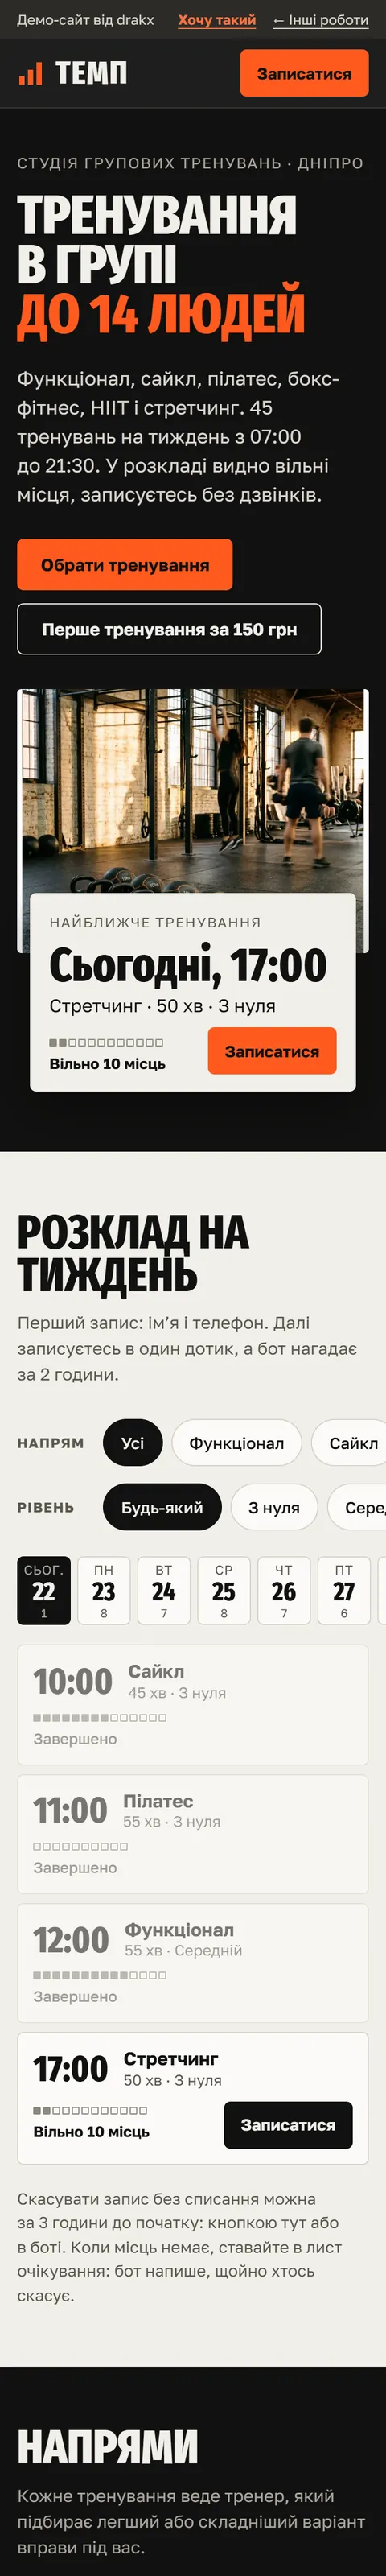 Демо-сайт від drakx Хочу такий ← Інші роботи
ТЕМП Записатися
СТУДІЯ ГРУПОВИХ ТРЕНУВАНЬ · ДНІПРО
ТРЕНУВАННЯ
В ГРУПІ
ДО 14 ЛЮДЕЙ
Функціонал, сайкл, пілатес, бокс-
фітнес, HIIT і стретчинг. 45
тренувань на тиждень з 07:00
до 21:30. У розкладі видно вільні
місця, записуєтесь без дзвінків.
Обрати тренування
Перше тренування за 150 грн
НАЙБЛИЖЧЕ ТРЕНУВАННЯ
Сьогодні, 17:00
Стретчинг · 50 хв · З нуля
Вільно 10 місць
Записатися
РОЗКЛАД НА
ТИЖДЕНЬ
Перший запис: ім’я і телефон. Далі
записуєтесь в один дотик, а бот нагадає
за 2 години.
НАПРЯМ Усі Функціонал Сайкл
РІВЕНЬ Будь-який З нуля Серед
СЬОГ. ПН ВТ СР ЧТ ПТ
22 23 24 25 26 27
1 8 7 8 7 6
10:00 Сайкл
45 хв · З нуля
Завершено
11:00 Пілатес
55 хв · З нуля
Завершено
12:00 Функціонал
55 хв · Середній
Завершено
17:00 Стретчинг
50 хв · З нуля
Вільно 10 місць
Записатися
Скасувати запис без списання можна
за 3 години до початку: кнопкою тут або
в боті. Коли місць немає, ставайте в лист
очікування: бот напише, щойно хтось
скасує.
НАПРЯМИ
Кожне тренування веде тренер, який
підбирає легший або складніший варіант
вправи під вас.